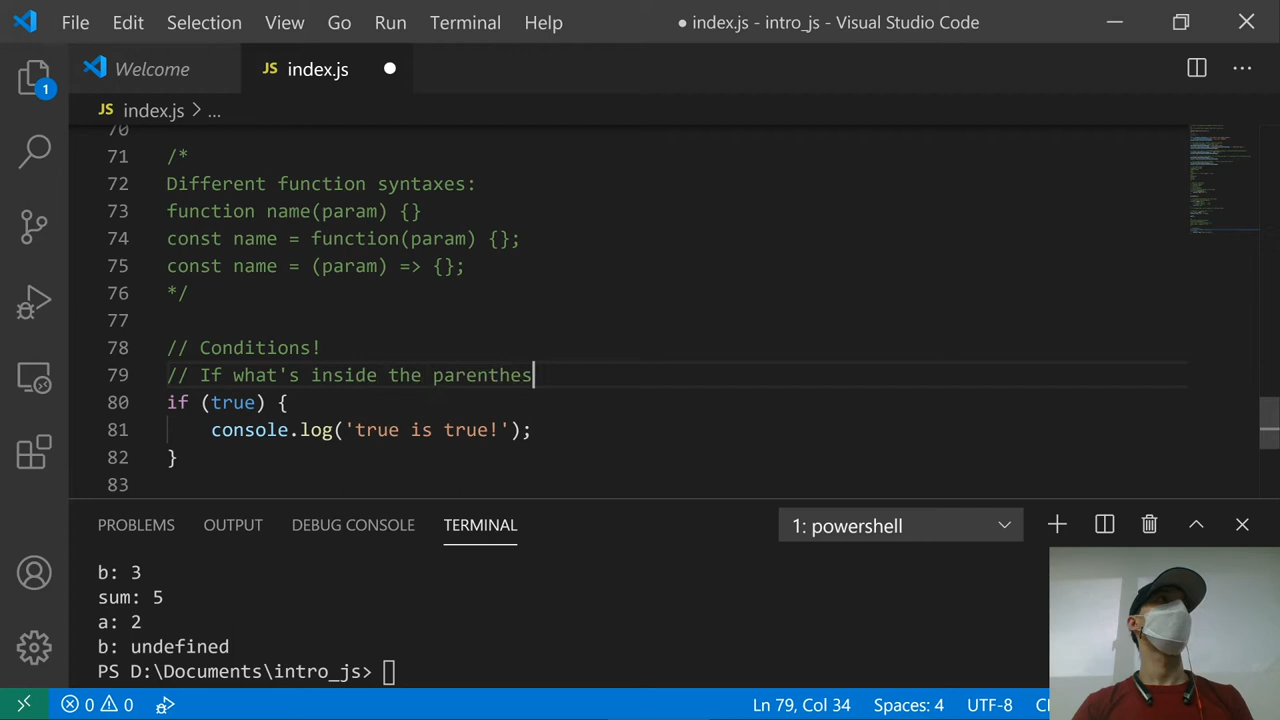 File Edit Selection View Go Run Terminal Help ● index.js - intro_js - Visual Studio Code
Welcome JS index.js
JS index.js > ...
1
70
71 /*
72 Different function syntaxes:
73 function name(param) {}
74 const name = function(param) {};
75 const name = (param) => {};
76 */
77
78 // Conditions!
79 // If what's inside the parenthes
80 if (true) {
81 console.log('true is true!');
82 }
83
PROBLEMS OUTPUT DEBUG CONSOLE TERMINAL 1: powershell
b: 3
sum: 5
a: 2
b: undefined
PS D:\Documents\intro_js>
0 0 Ln 79, Col 34 Spaces: 4 UTF-8